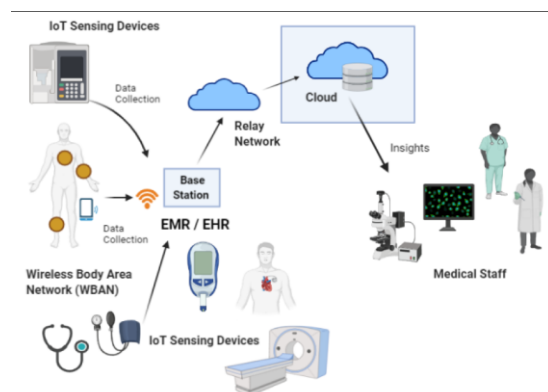 IoT Sensing Devices
Data
Collection
Cloud
Relay
Network
Insights
Base
Station
EMR / EHR
Data
Collection
Wireless Body Area
Network (WBAN)
Medical Staff
IoT Sensing Devices